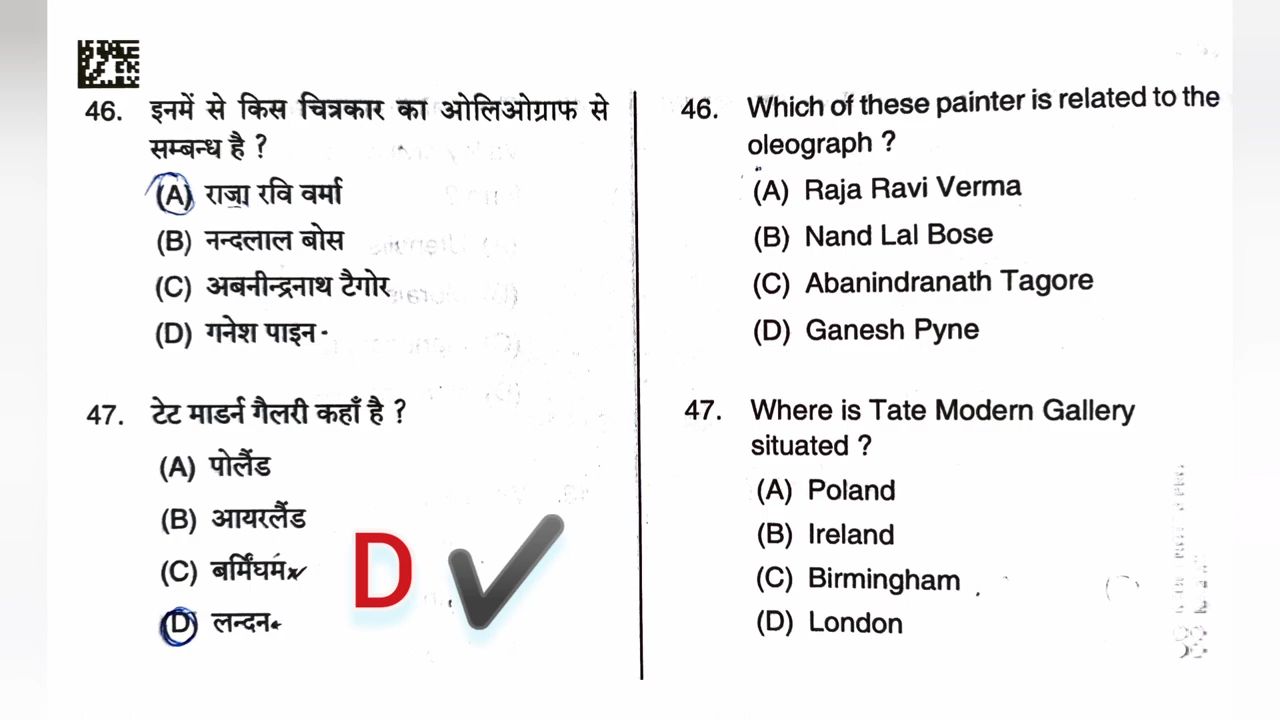 46. इनमें से किस चित्रकार का ओलिओग्राफ से
सम्बन्ध है ?
(A) राजा रवि वर्मा
(B) नन्दलाल बोस
(C) अबनीन्द्रनाथ टैगोर
(D) गनेश पाइन
47. टेट माडर्न गैलरी कहाँ है ?
(A) पोलैंड
(B) आयरलैंड
(C) बर्मिंघम
(D) लन्दन
D
46. Which of these painter is related to the
oleograph ?
(A) Raja Ravi Verma
(B) Nand Lal Bose
(C) Abanindranath Tagore
(D) Ganesh Pyne
47. Where is Tate Modern Gallery
situated ?
(A) Poland
(B) Ireland
(C) Birmingham
(D) London